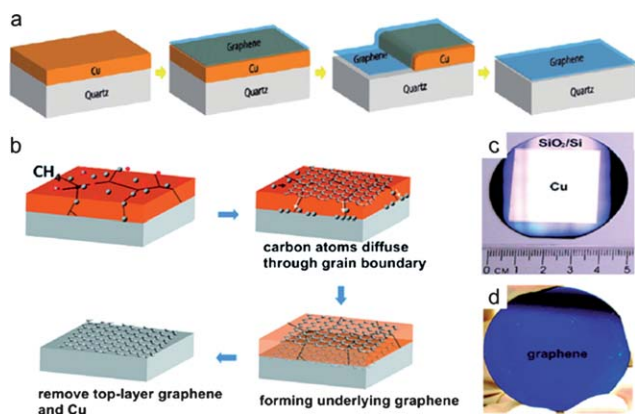 a
Cu
Quartz
Graphene
Cu
Quartz
Graphene
Cu
Quartz
Graphene
Quartz
b
CH4
carbon atoms diffuse
through grain boundary
remove top-layer graphene
and Cu
forming underlying graphene
c
SiO2/Si
Cu
0 CM 1 2 3 4 5
d
graphene